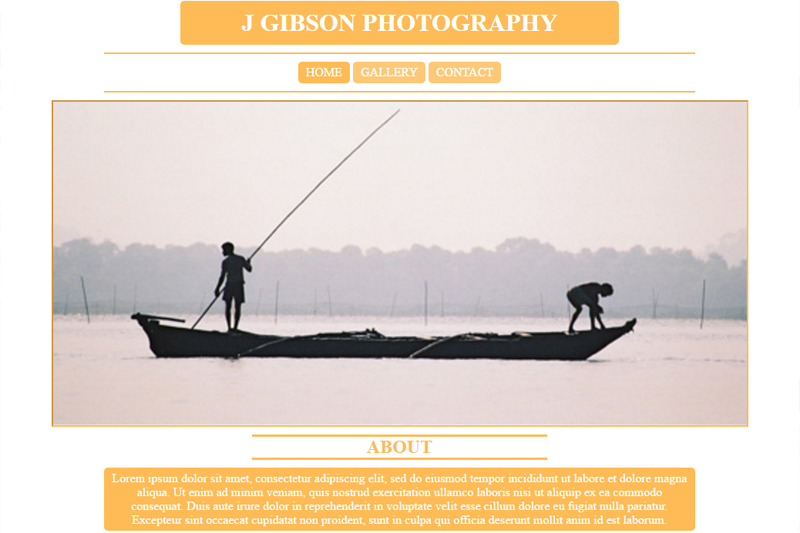 J GIBSON PHOTOGRAPHY
HOME GALLERY CONTACT
ABOUT
Lorem ipsum dolor sit amet, consectetur adipiscing elit, sed do eiusmod tempor incididunt ut labore et dolore magna
aliqua. Ut enim ad minim veniam, quis nostrud exercitation ullamco laboris nisi ut aliquip ex ea commodo
consequat. Duis aute irure dolor in reprehenderit in voluptate velit esse cillum dolore eu fugiat nulla pariatur.
Excepteur sint occaecat cupidatat non proident, sunt in culpa qui officia deserunt mollit anim id est laborum.